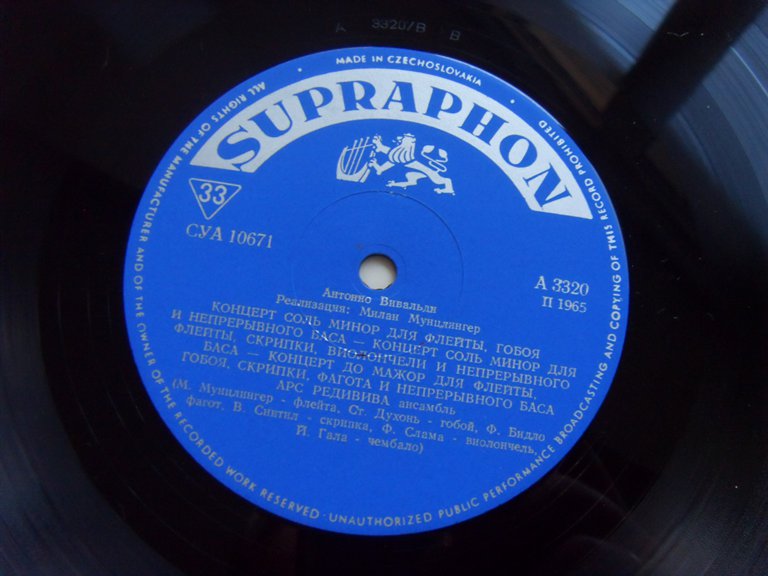 A 3320/B B
MADE IN CZECHOSLOVAKIA · ALL RIGHTS OF THE MANUFACTURER AND OF THE OWNER OF THE RECORDED WORK RESERVED · UNAUTHORIZED PUBLIC PERFORMANCE BROADCASTING AND COPYING OF THIS RECORD PROHIBITED ·
SUPRAPHON
33
СУА 10671
А 3320
П 1965
Антонио Вивальди
Реализация: Милан Мунцлингер
КОНЦЕРТ СОЛЬ МИНОР ДЛЯ ФЛЕЙТЫ, ГОБОЯ
И НЕПРЕРЫВНОГО БАСА — КОНЦЕРТ СОЛЬ МИНОР ДЛЯ
ФЛЕЙТЫ, СКРИПКИ, ВИОЛОНЧЕЛИ И НЕПРЕРЫВНОГО
БАСА — КОНЦЕРТ ДО МАЖОР ДЛЯ ФЛЕЙТЫ,
ГОБОЯ, СКРИПКИ, ФАГОТА И НЕПРЕРЫВНОГО БАСА
АРС РЕДИВИВА ансамбль
(М. Мунцлингер - флейта, Ст. Духонь - гобой, Ф. Бидло
фагот, В. Снитил - скрипка, Ф. Слама - виолончель,
Й. Гала - чембало)